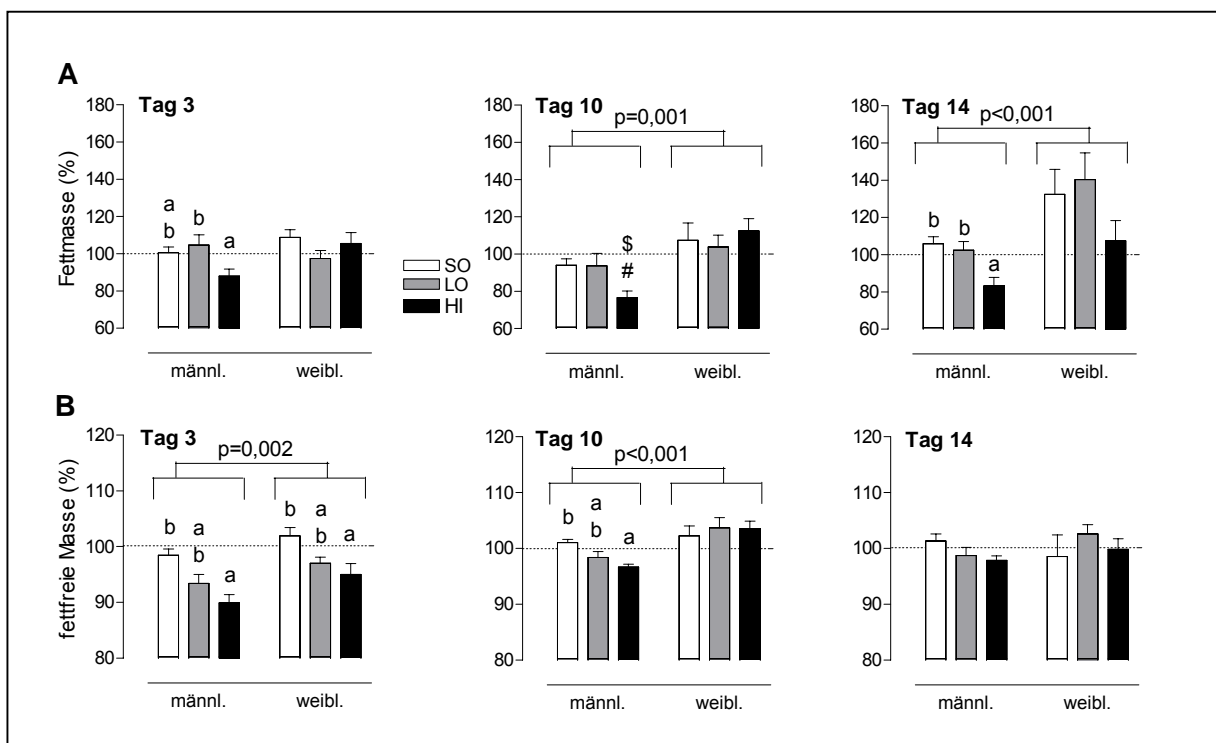 A
Tag 3
Fettmasse (%)
180
160
140
120
100
80
60
a
b
b
a
männl.
weibl.
SO
LO
HI
Tag 10
p=0,001
180
160
140
120
100
80
60
$
#
männl.
weibl.
Tag 14
p<0,001
180
160
140
120
100
80
60
b
b
a
männl.
weibl.
B
Tag 3
p=0,002
fettfreie Masse (%)
120
110
100
90
80
b
a
b
a
b
a
b
a
männl.
weibl.
Tag 10
p<0,001
120
110
100
90
80
b
a
b
a
männl.
weibl.
Tag 14
120
110
100
90
80
männl.
weibl.